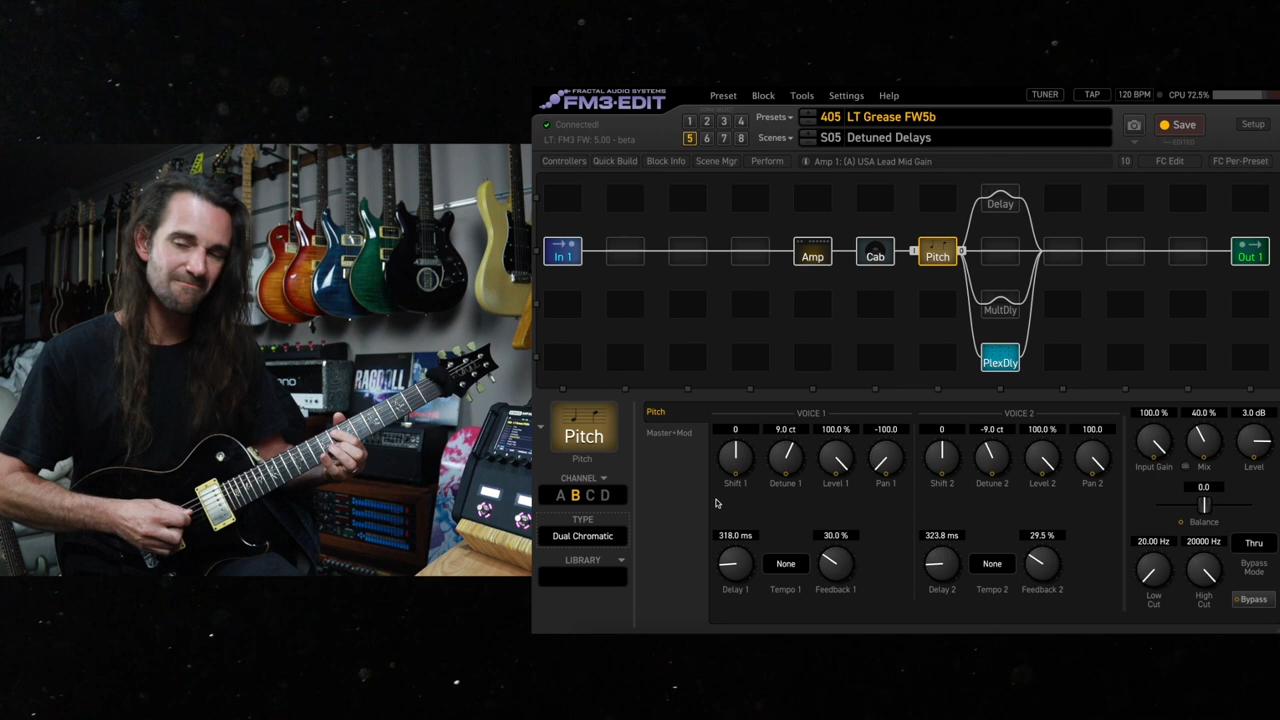 FRACTAL AUDIO SYSTEMS
FM3-EDIT
Preset Block Tools Settings Help
TUNER TAP 120 BPM CPU 72.5%
Connected!
LT: FM3 FW: 5.00 - beta
1 2 3 4
5 6 7 8
Presets 405 LT Grease FW5b
Scenes S05 Detuned Delays
Save
EDITED
Setup
Controllers Quick Build Block Info Scene Mgr Perform Amp 1: (A) USA Lead Mid Gain 10 FC Edit FC Per-Preset
Delay
In 1 Amp Cab Pitch Out 1
MultDly
PlexDly
RAGDOLL
Pitch
Pitch
CHANNEL
A B C D
TYPE
Dual Chromatic
LIBRARY
Pitch
Master+Mod
VOICE 1
0 9.0 ct 100.0 % -100.0
Shift 1 Detune 1 Level 1 Pan 1
318.0 ms None 30.0 %
Delay 1 Tempo 1 Feedback 1
VOICE 2
0 -9.0 ct 100.0 % 100.0
Shift 2 Detune 2 Level 2 Pan 2
323.8 ms None 29.5 %
Delay 2 Tempo 2 Feedback 2
100.0 % 40.0 % 3.0 dB
Input Gain Mix Level
0.0
Balance
20.00 Hz 20000 Hz Thru
Low Cut High Cut Bypass Mode
Bypass